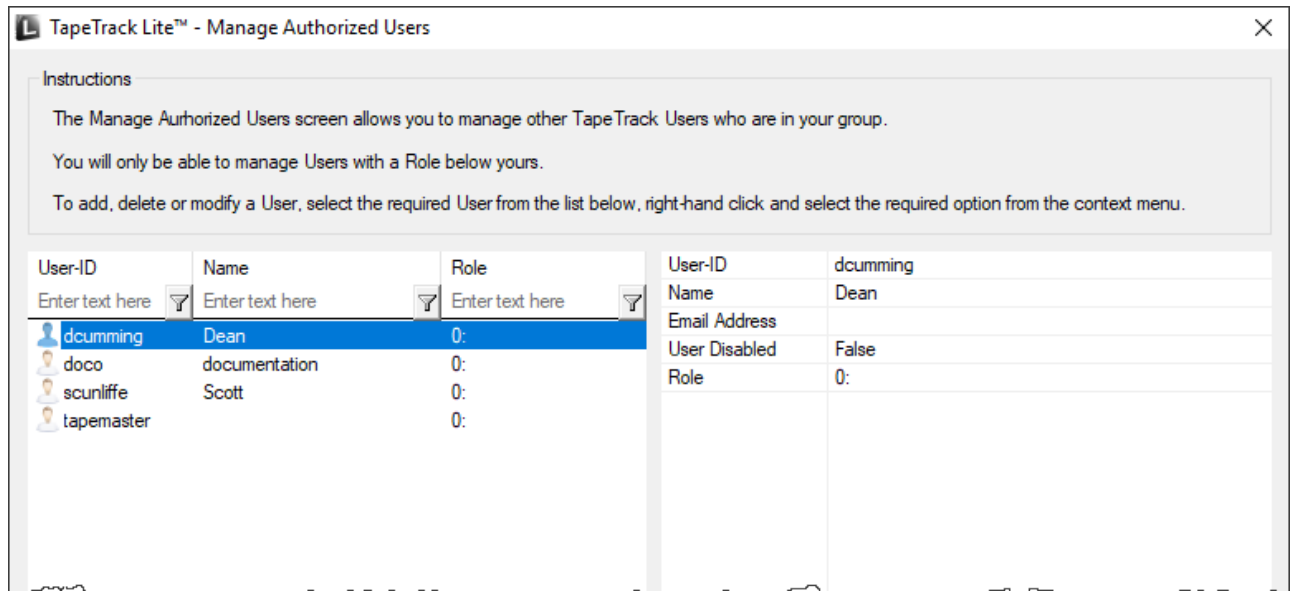 TapeTrack Lite™ - Manage Authorized Users
Instructions
The Manage Aurhorized Users screen allows you to manage other TapeTrack Users who are in your group.
You will only be able to manage Users with a Role below yours.
To add, delete or modify a User, select the required User from the list below, right-hand click and select the required option from the context menu.
User-ID Name Role
Enter text here Enter text here Enter text here
dcumming Dean 0:
doco documentation 0:
scunliffe Scott 0:
tapemaster 0:
User-ID dcumming
Name Dean
Email Address
User Disabled False
Role 0: